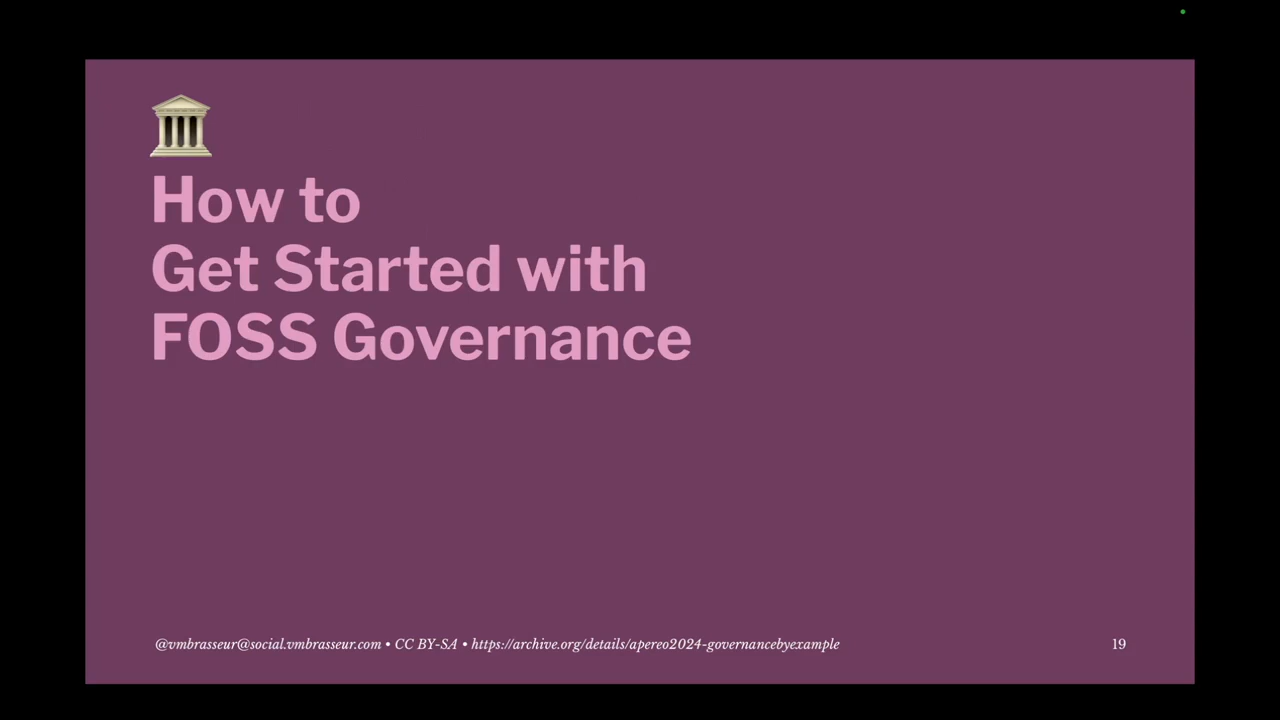 How to
Get Started with
FOSS Governance
@vmbrasseur@social.vmbrasseur.com • CC BY-SA • https://archive.org/details/apereo2024-governancebyexample
19